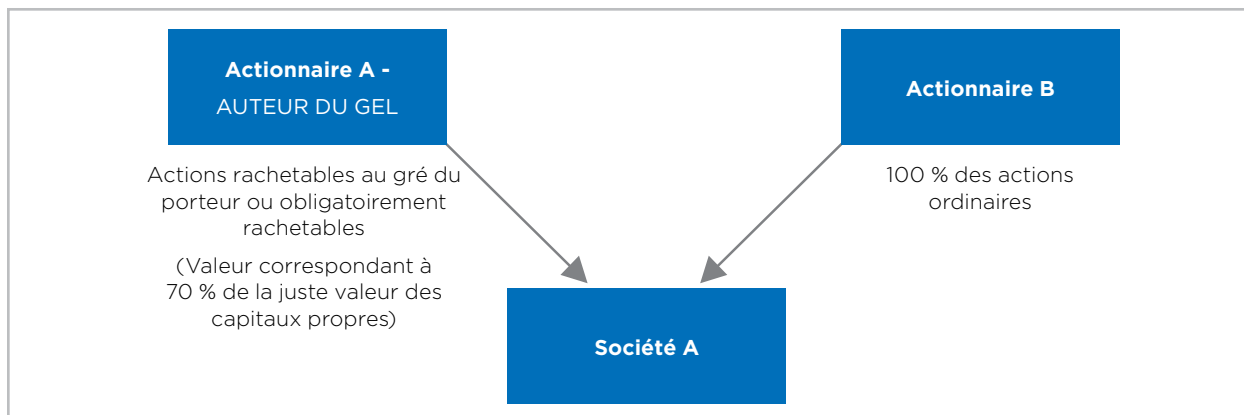 Actionnaire A -
AUTEUR DU GEL
Actions rachetables au gré du
porteur ou obligatoirement
rachetables
(Valeur correspondant à
70 % de la juste valeur des
capitaux propres)
Actionnaire B
100 % des actions
ordinaires
Société A